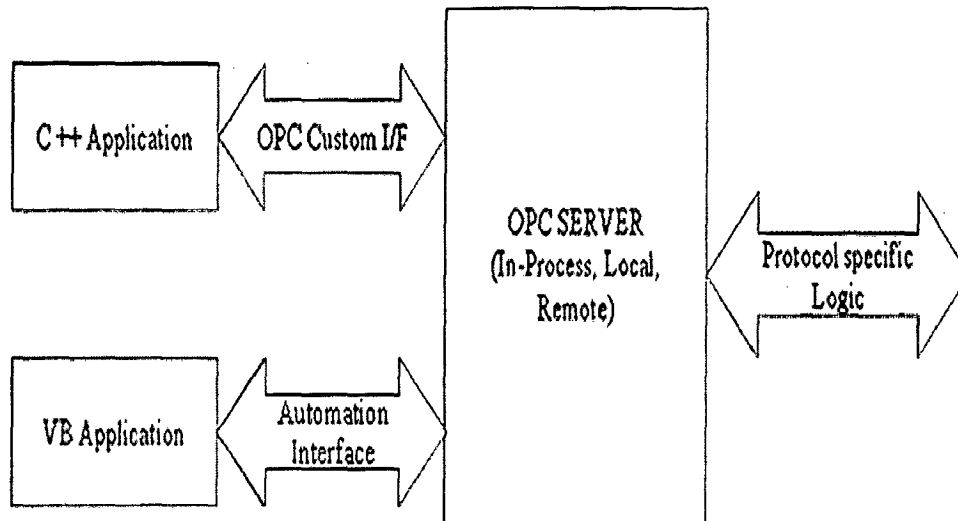 C ++ Application
OPC Custom I/F
OPC SERVER
(In-Process, Local,
Remote)
Protocol specific
Logic
VB Application
Automation
Interface